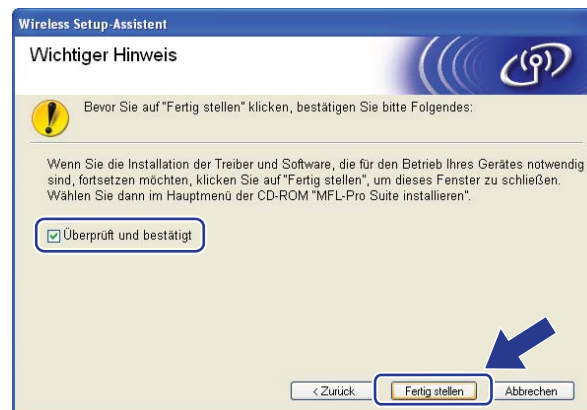 Wireless Setup-Assistent
Wichtiger Hinweis
Bevor Sie auf "Fertig stellen" klicken, bestätigen Sie bitte Folgendes:
Wenn Sie die Installation der Treiber und Software, die für den Betrieb Ihres Gerätes notwendig
sind, fortsetzen möchten, klicken Sie auf "Fertig stellen", um dieses Fenster zu schließen.
Wählen Sie dann im Hauptmenü der CD-ROM "MFL-Pro Suite installieren".
Überprüft und bestätigt
< Zurück Fertig stellen Abbrechen